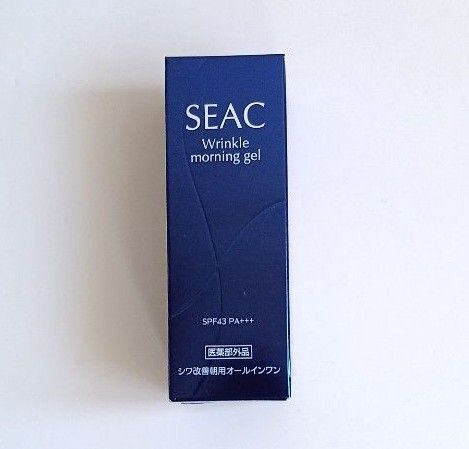 SEAC
Wrinkle
morning gel
SPF43 PA+++
医薬部外品
シワ改善朝用オールインワン